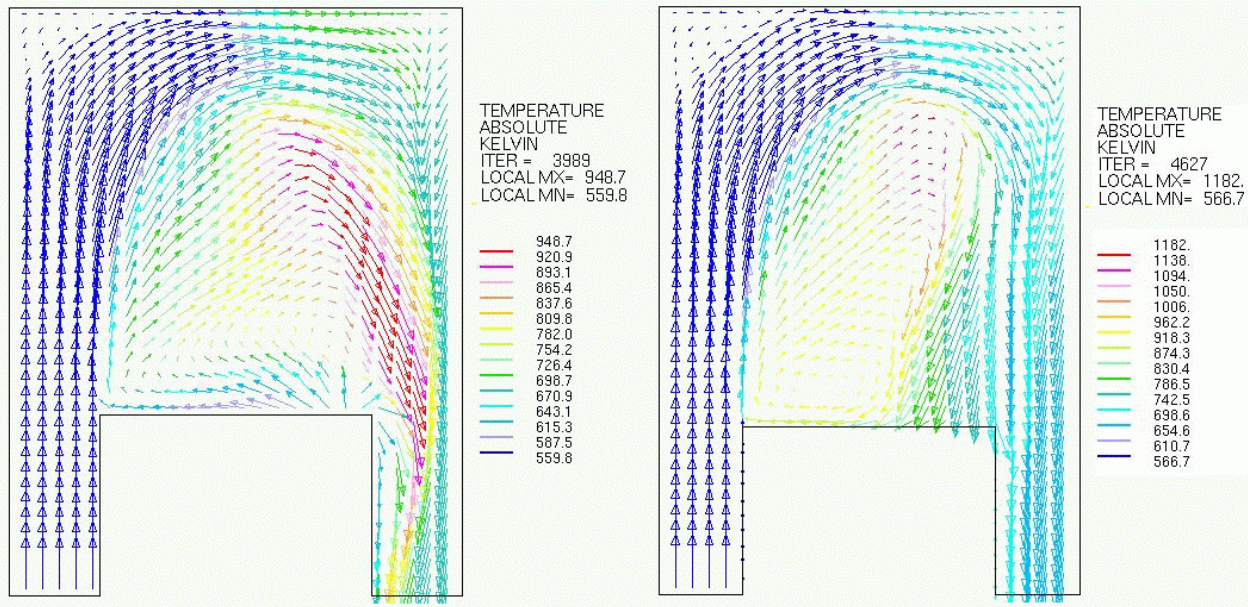 TEMPERATURE
ABSOLUTE
KELVIN
ITER = 3989
LOCAL MX= 948.7
LOCAL MN= 559.8
948.7
920.9
893.1
865.4
837.6
809.8
782.0
754.2
726.4
698.7
670.9
643.1
615.3
587.5
559.8
TEMPERATURE
ABSOLUTE
KELVIN
ITER = 4627
LOCAL MX= 1182.
LOCAL MN= 566.7
1182.
1138.
1094.
1050.
1006.
962.2
918.3
874.3
830.4
786.5
742.5
698.6
654.6
610.7
566.7